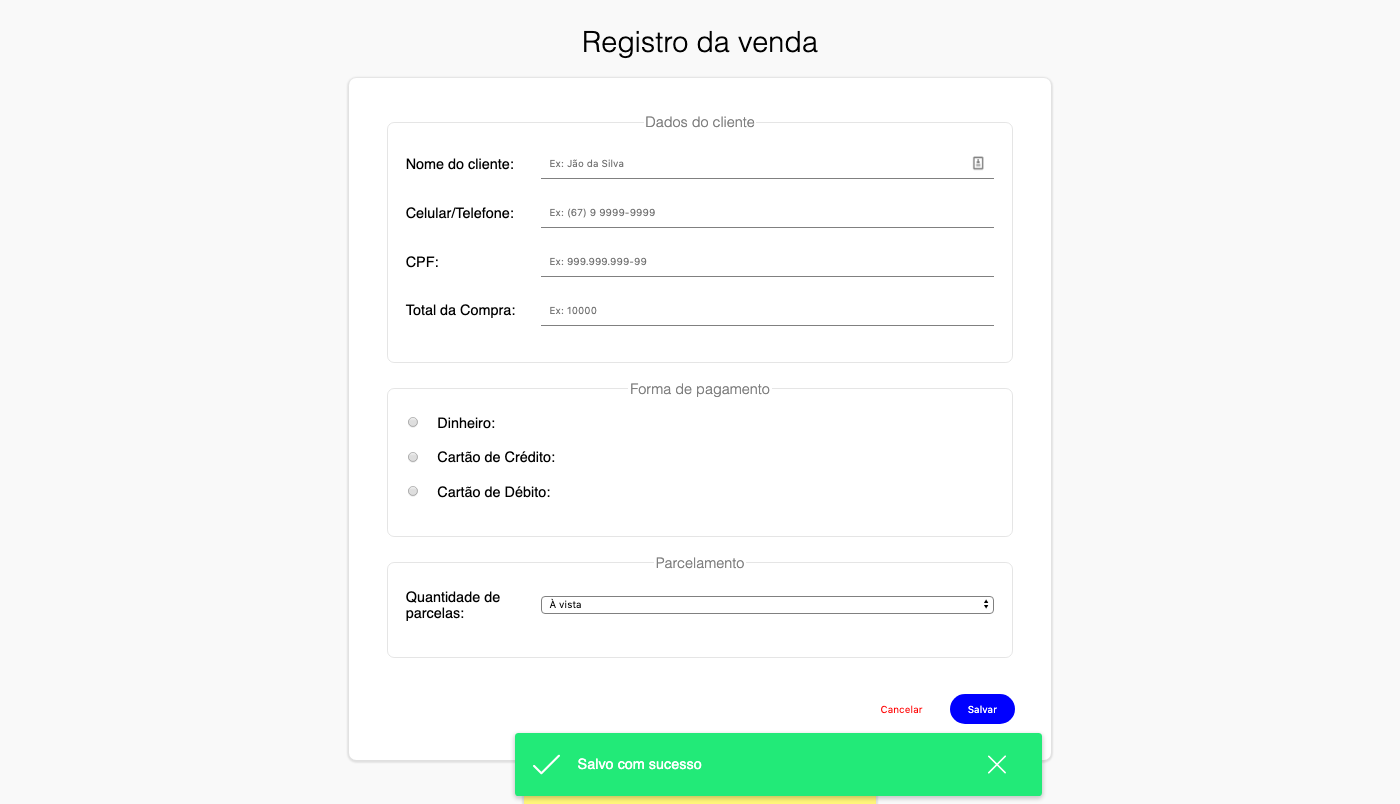 Registro da venda
Dados do cliente
Nome do cliente: Ex: Jão da Silva
Celular/Telefone: Ex: (67) 9 9999-9999
CPF: Ex: 999.999.999-99
Total da Compra: Ex: 10000
Forma de pagamento
Dinheiro:
Cartão de Crédito:
Cartão de Débito:
Parcelamento
Quantidade de
parcelas: À vista
Cancelar Salvar
Salvo com sucesso